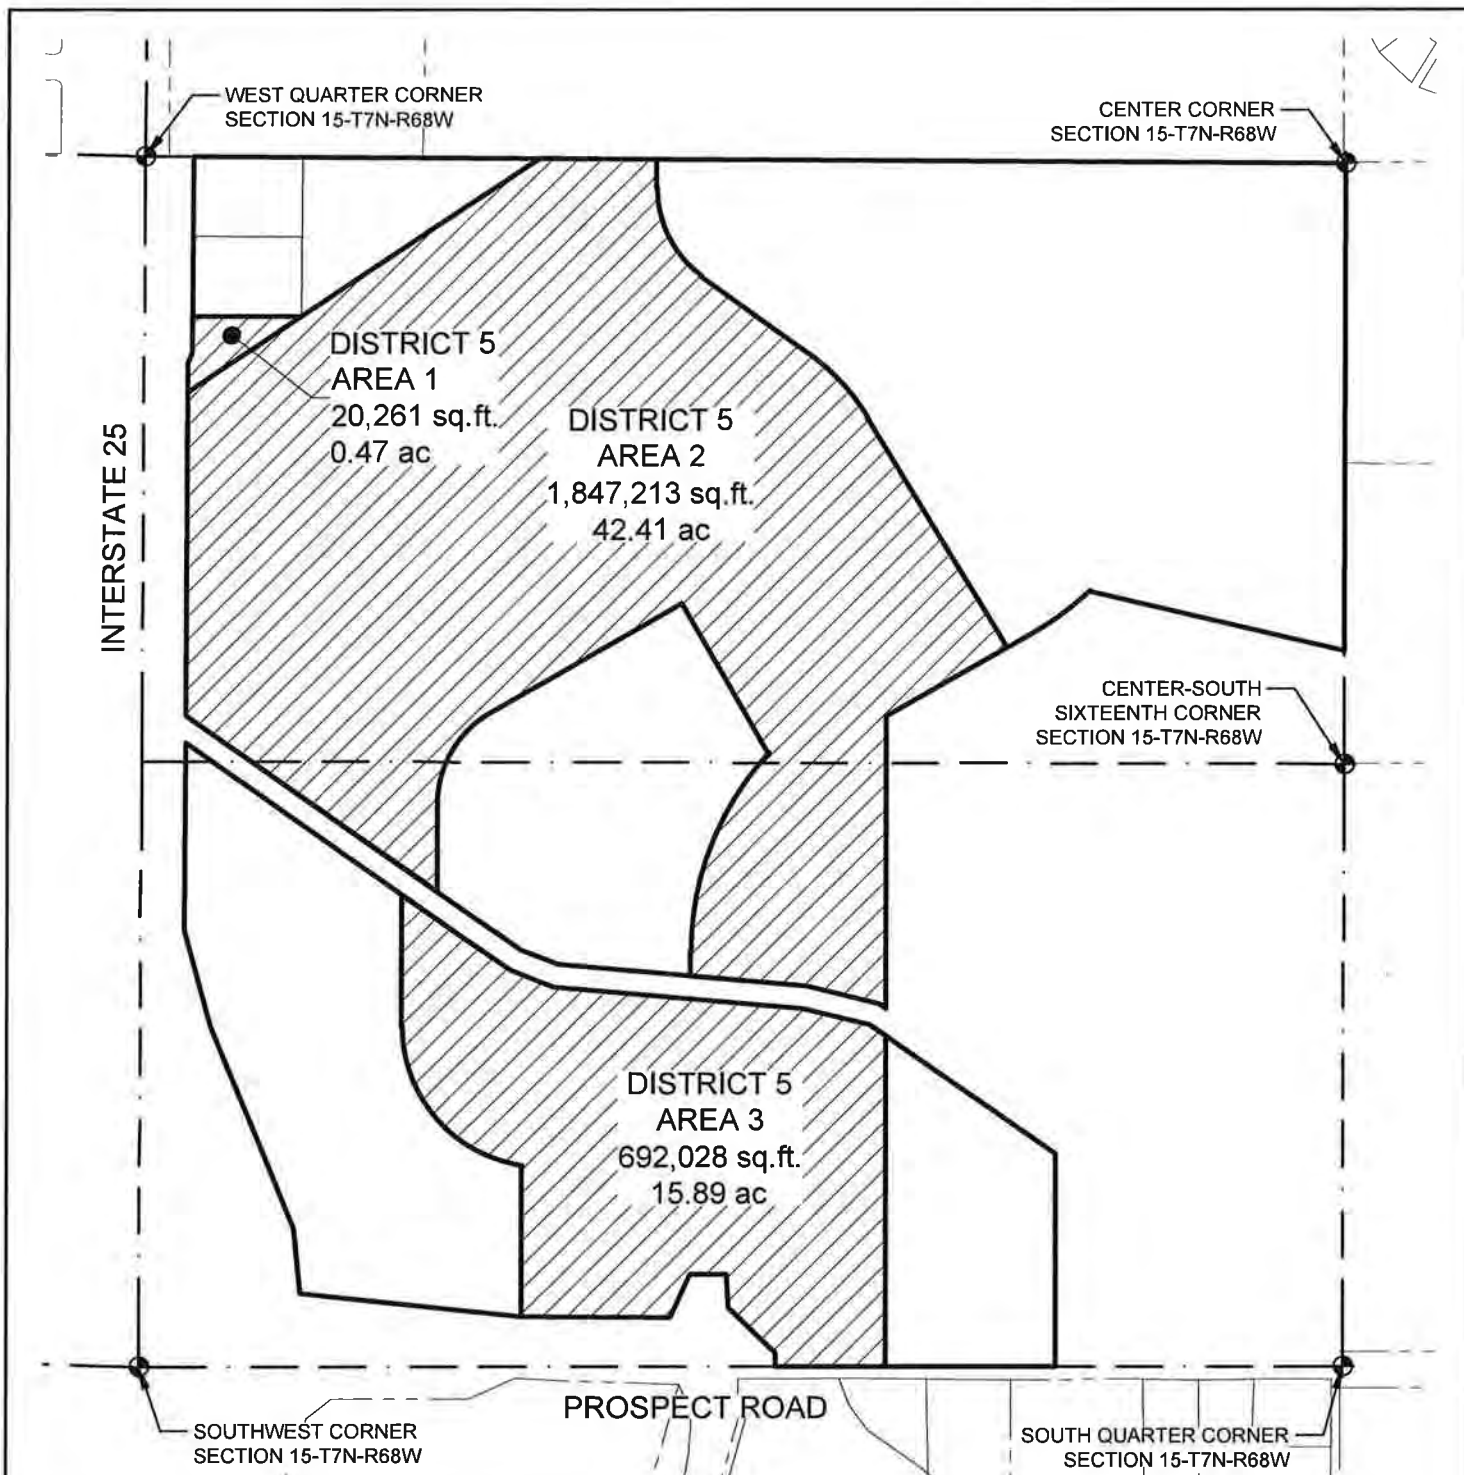 WEST QUARTER CORNER
SECTION 15-T7N-R68W
CENTER CORNER
SECTION 15-T7N-R68W
DISTRICT 5
AREA 1
20,261 sq.ft.
0.47 ac
DISTRICT 5
AREA 2
1,847,213 sq.ft.
42.41 ac
INTERSTATE 25
CENTER-SOUTH
SIXTEENTH CORNER
SECTION 15-T7N-R68W
DISTRICT 5
AREA 3
692,028 sq.ft.
15.89 ac
PROSPECT ROAD
SOUTHWEST CORNER
SECTION 15-T7N-R68W
SOUTH QUARTER CORNER
SECTION 15-T7N-R68W